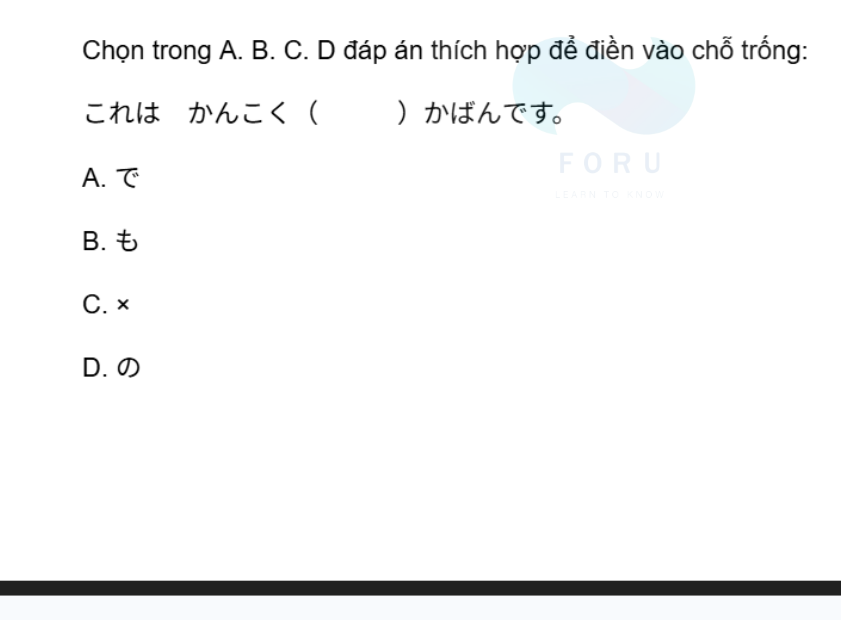 Chọn trong A. B. C. D đáp án thích hợp để điền vào chỗ trống:
これは　かんこく（　　　）かばんです。
FORU
LEARN TO KNOW
A. で
B. も
C. ×
D. の